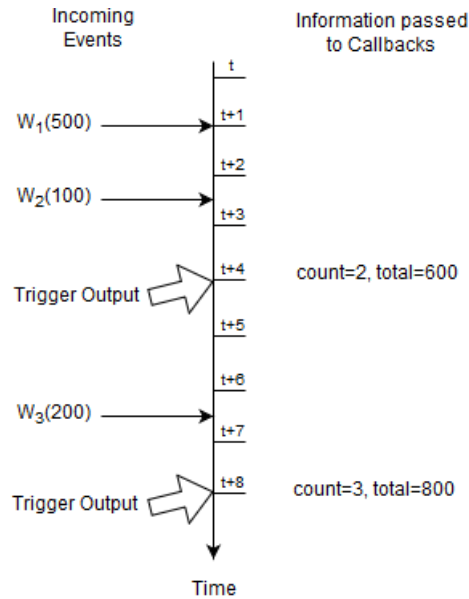 Incoming
Events
Information passed
to Callbacks
t
W1(500)
t+1
t+2
W2(100)
t+3
Trigger Output
t+4
count=2, total=600
t+5
t+6
W3(200)
t+7
Trigger Output
t+8
count=3, total=800
Time